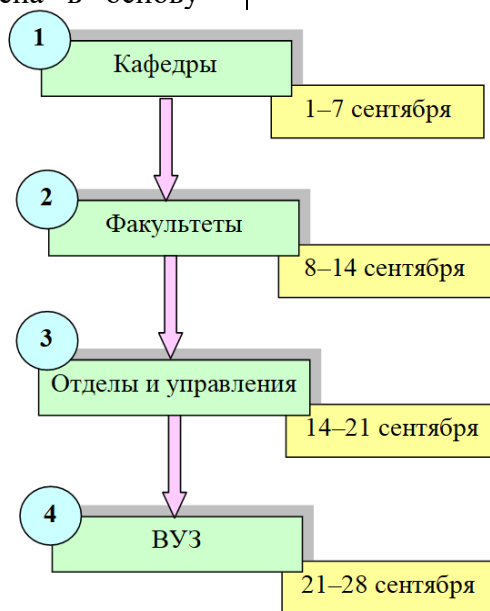 в основу
1
Кафедры
1–7 сентября
2
Факультеты
8–14 сентября
3
Отделы и управления
14–21 сентября
4
ВУЗ
21–28 сентября